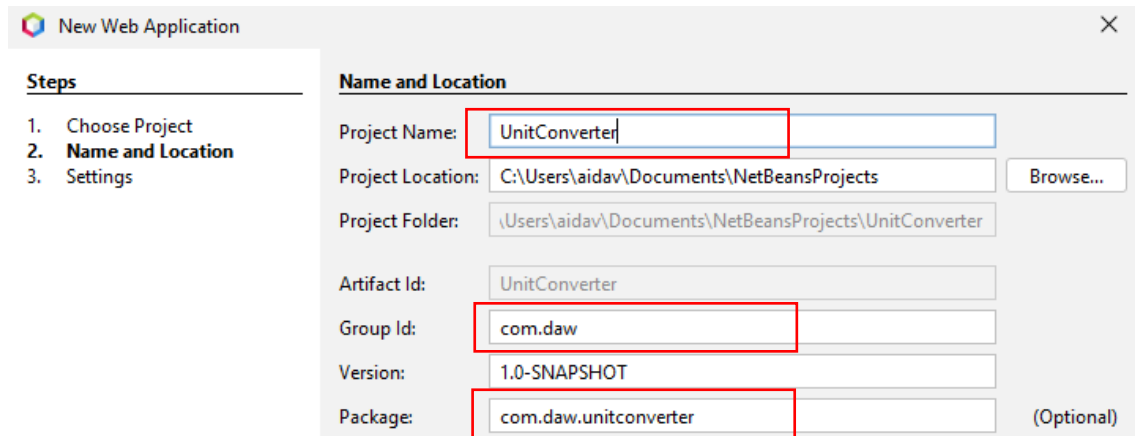 New Web Application
Steps
1. Choose Project
2. Name and Location
3. Settings
Name and Location
Project Name: UnitConverter
Project Location: C:\Users\aidav\Documents\NetBeansProjects Browse...
Project Folder: \Users\aidav\Documents\NetBeansProjects\UnitConverter
Artifact Id: UnitConverter
Group Id: com.daw
Version: 1.0-SNAPSHOT
Package: com.daw.unitconverter (Optional)